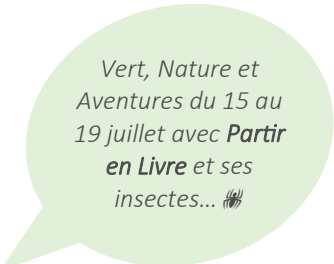 Vert, Nature et
Aventures du 15 au
19 juillet avec Partir
en Livre et ses
insectes... 🕷